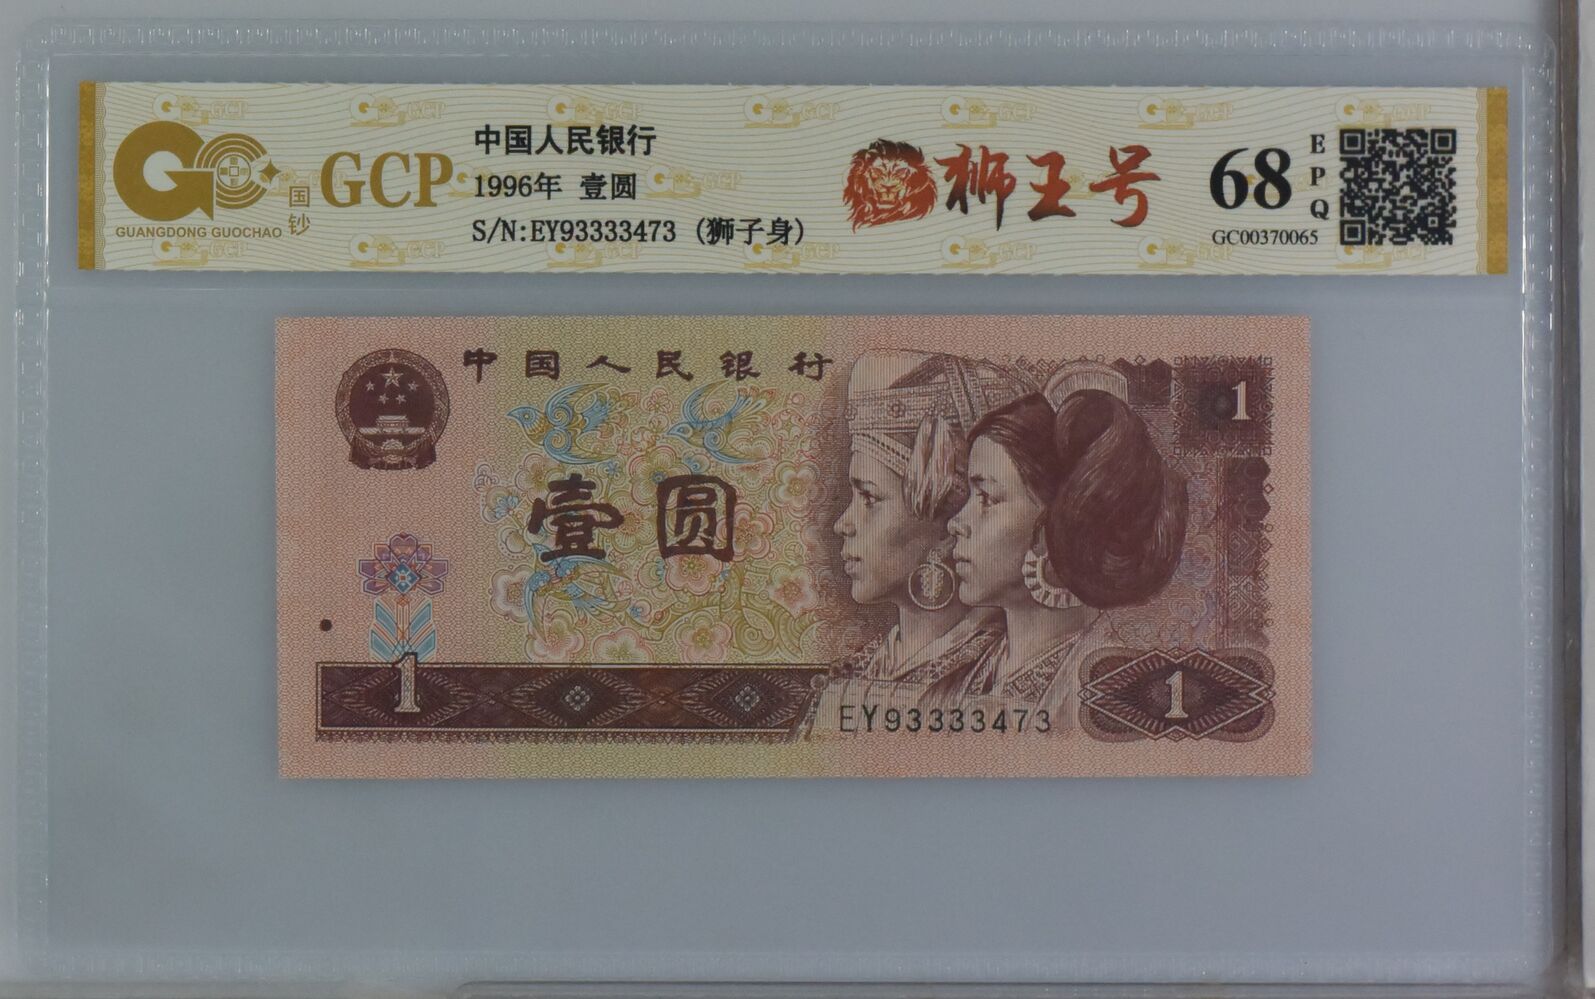 GCP
国钞
GUANGDONG GUOCHAO
中国人民银行
1996年 壹圆
S/N:EY93333473 (狮子身)
狮王号
68
EPQ
GC00370065
中国人民银行
1
壹圆
1
EY93333473
1